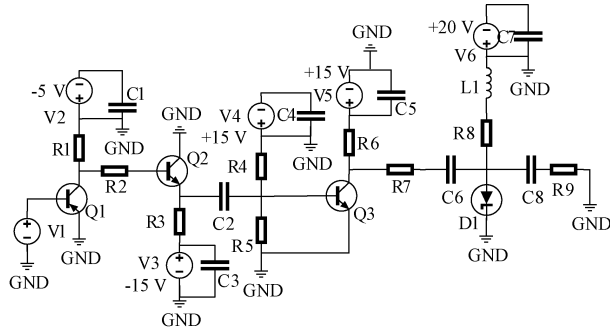 +20 V
C7
V6
GND
L1
GND
+15 V
V5
C5
-5 V
V2
C1
GND
GND
V4
C4
+15 V
GND
R1
R2
Q2
R4
R6
R8
R7
C6
C8
R9
Q1
V1
GND
GND
R3
C2
R5
Q3
D1
GND
GND
V3
-15 V
C3
GND
GND